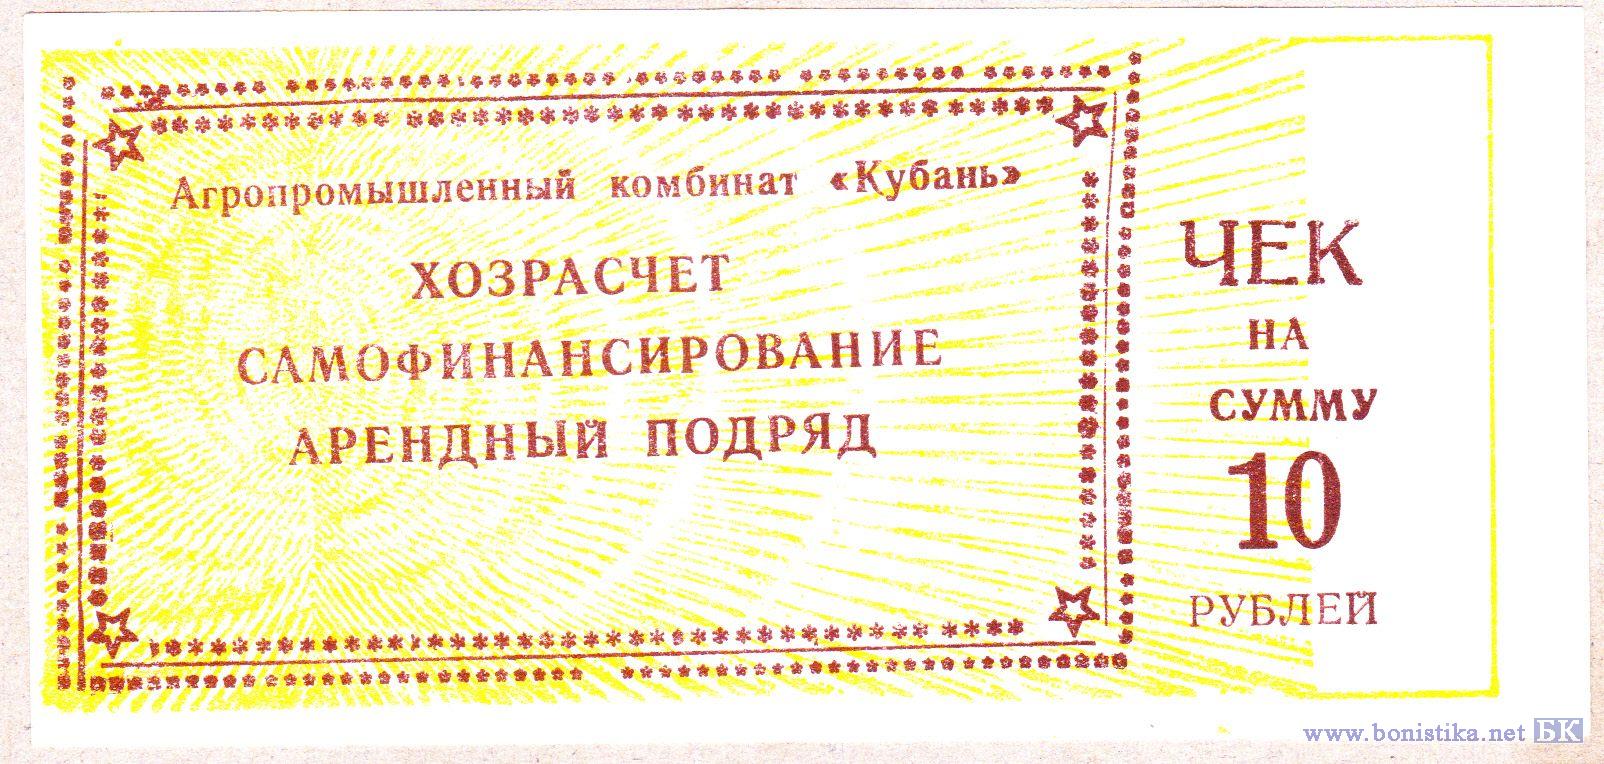 Агропромышленный комбинат «Кубань»
ХОЗРАСЧЕТ
САМОФИНАНСИРОВАНИЕ
АРЕНДНЫЙ ПОДРЯД
ЧЕК
НА
СУММУ
10
РУБЛЕЙ
www.bonistika.net БК